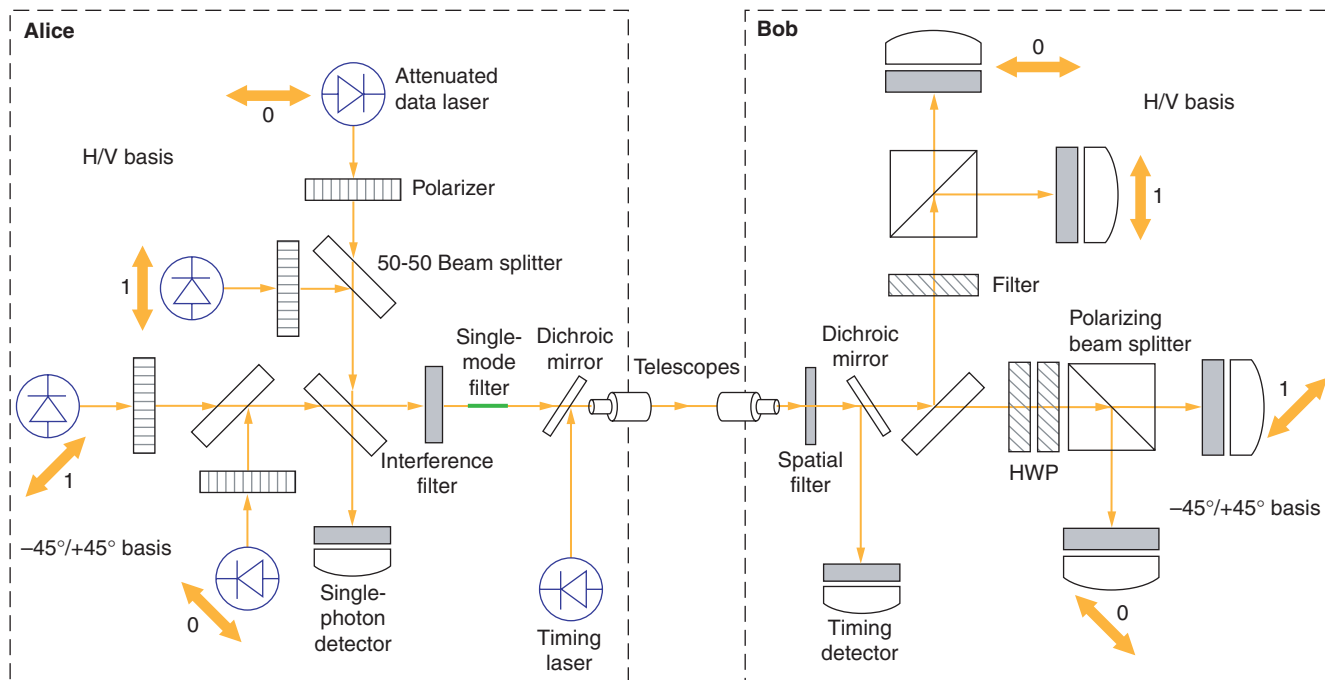 Alice
Attenuated
data laser
0
H/V basis
Polarizer
50-50 Beam splitter
1
Single-
mode
filter
Dichroic
mirror
1
Interference
filter
–45°/+45° basis
0
Single-
photon
detector
Timing
laser
Telescopes
Bob
0
H/V basis
1
Filter
Dichroic
mirror
Polarizing
beam splitter
1
Spatial
filter
HWP
–45°/+45° basis
0
Timing
detector